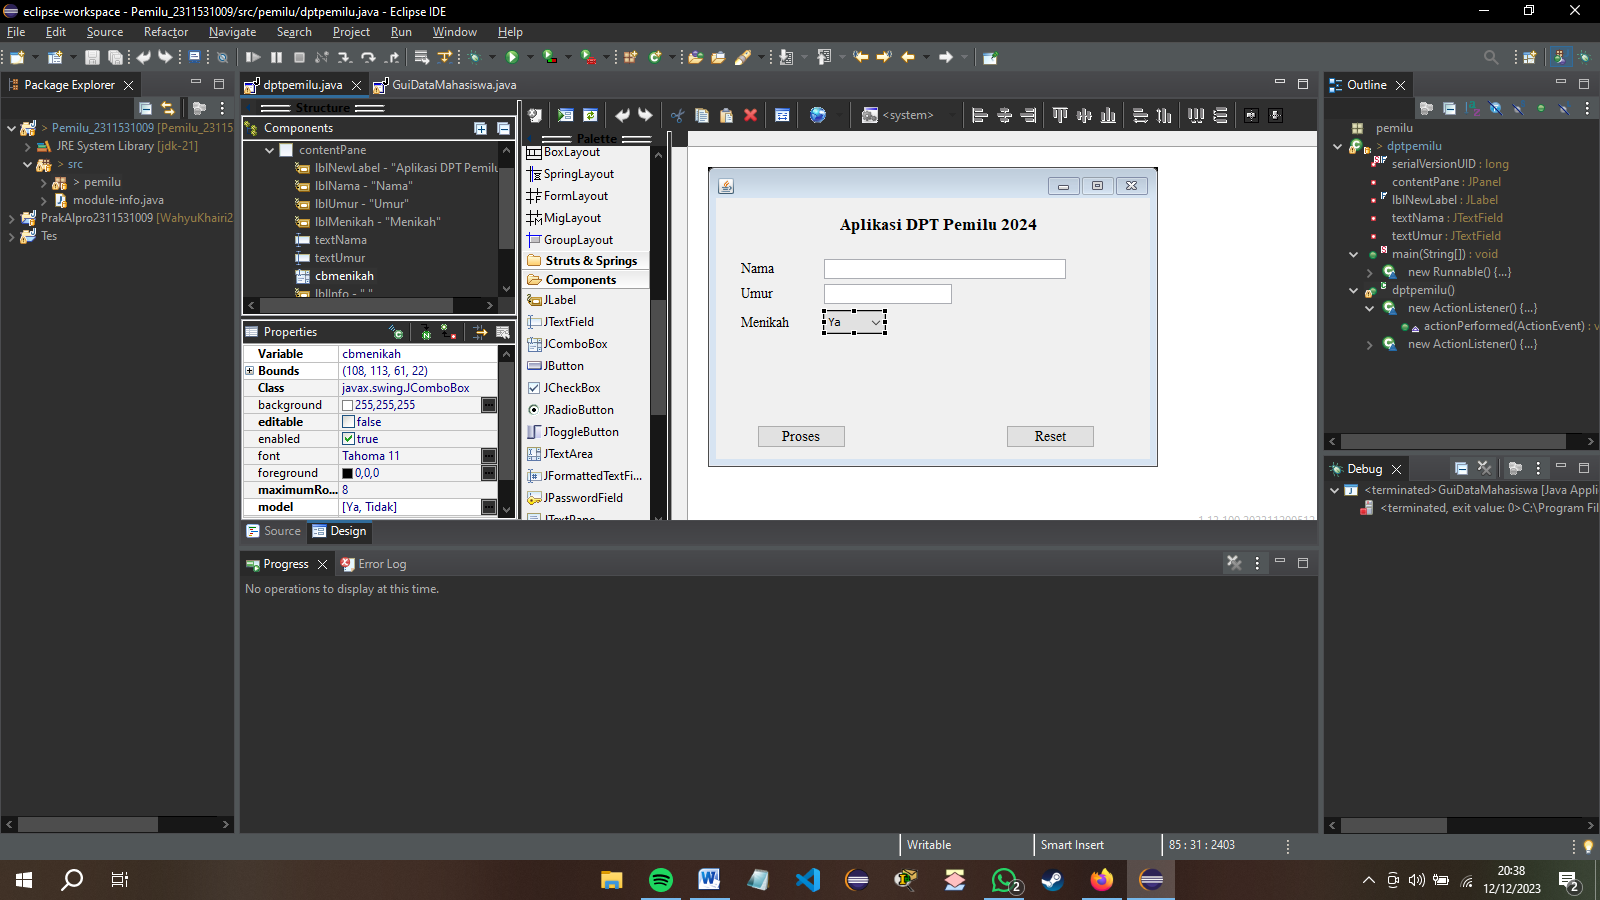 eclipse-workspace - Pemilu_2311531009/src/pemilu/dptpemilu.java - Eclipse IDE
File Edit Source Refactor Navigate Search Project Run Window Help
Package Explorer
> Pemilu_2311531009 [Pemilu_23115
JRE System Library [jdk-21]
> src
> pemilu
module-info.java
PrakAlpro2311531009 [WahyuKhairi2
Tes
dptpemilu.java
GuiDataMahasiswa.java
Structure
Components
contentPane
lblNewLabel - "Aplikasi DPT Pemilu
lblNama - "Nama"
lblUmur - "Umur"
lblMenikah - "Menikah"
textNama
textUmur
cbmenikah
lblInfo - " "
Properties
Variable cbmenikah
Bounds (108, 113, 61, 22)
Class javax.swing.JComboBox
background 255,255,255
editable false
enabled true
font Tahoma 11
foreground 0,0,0
maximumRo... 8
model [Ya, Tidak]
Source Design
<system>
Palette
BoxLayout
SpringLayout
FormLayout
MigLayout
GroupLayout
Struts & Springs
Components
JLabel
JTextField
JComboBox
JButton
JCheckBox
JRadioButton
JToggleButton
JTextArea
JFormattedTextFi...
JPasswordField
JTextPane
Aplikasi DPT Pemilu 2024
Nama
Umur
Menikah Ya
Proses Reset
Progress
Error Log
No operations to display at this time.
Outline
pemilu
> dptpemilu
serialVersionUID : long
contentPane : JPanel
lblNewLabel : JLabel
textNama : JTextField
textUmur : JTextField
main(String[]) : void
new Runnable() {...}
dptpemilu()
new ActionListener() {...}
actionPerformed(ActionEvent) : v
new ActionListener() {...}
Debug
<terminated>GuiDataMahasiswa [Java Appli
<terminated, exit value: 0>C:\Program Fil
Writable
Smart Insert
85 : 31 : 2403
2
20:38
12/12/2023
2